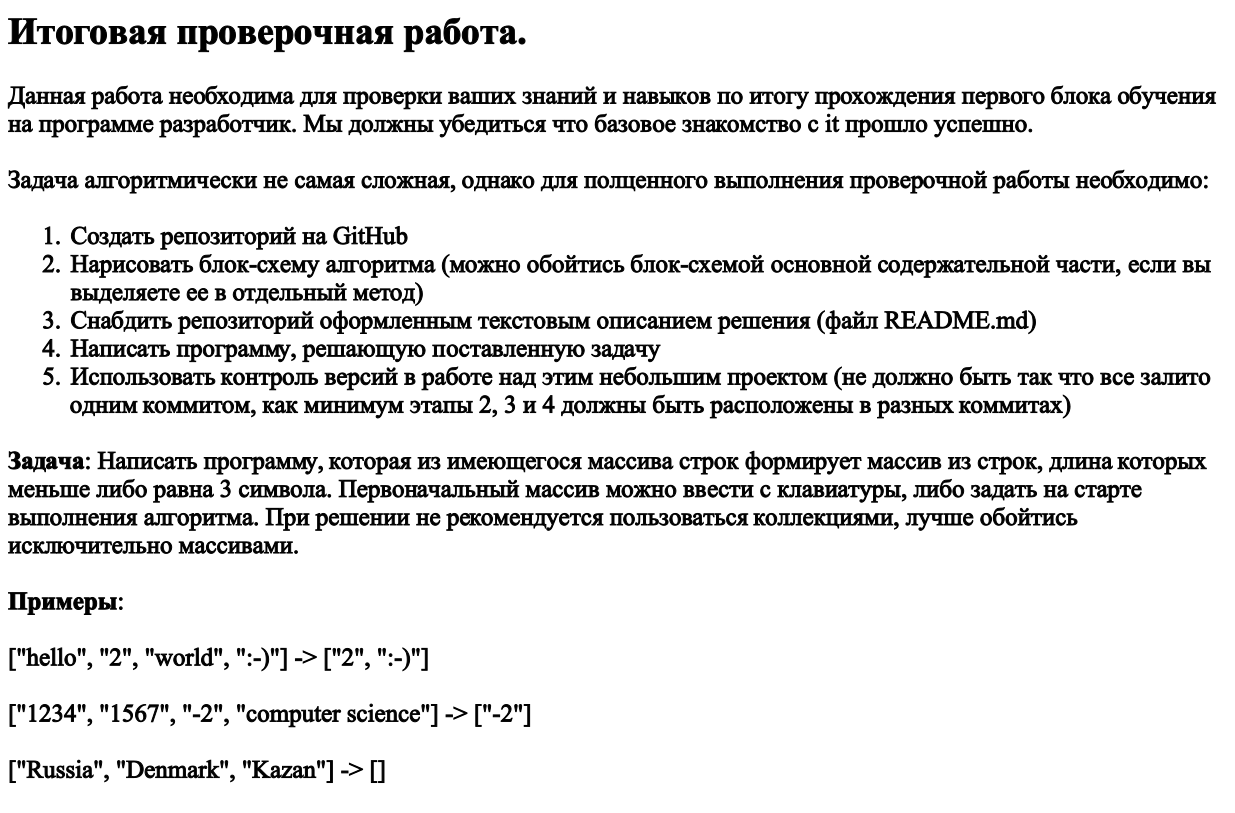 Итоговая проверочная работа.
Данная работа необходима для проверки ваших знаний и навыков по итогу прохождения первого блока обучения
на программе разработчик. Мы должны убедиться что базовое знакомство с it прошло успешно.
Задача алгоритмически не самая сложная, однако для полценного выполнения проверочной работы необходимо:
1. Создать репозиторий на GitHub
2. Нарисовать блок-схему алгоритма (можно обойтись блок-схемой основной содержательной части, если вы
выделяете ее в отдельный метод)
3. Снабдить репозиторий оформленным текстовым описанием решения (файл README.md)
4. Написать программу, решающую поставленную задачу
5. Использовать контроль версий в работе над этим небольшим проектом (не должно быть так что все залито
одним коммитом, как минимум этапы 2, 3 и 4 должны быть расположены в разных коммитах)
Задача: Написать программу, которая из имеющегося массива строк формирует массив из строк, длина которых
меньше либо равна 3 символа. Первоначальный массив можно ввести с клавиатуры, либо задать на старте
выполнения алгоритма. При решении не рекомендуется пользоваться коллекциями, лучше обойтись
исключительно массивами.
Примеры:
["hello", "2", "world", ":-)"] -> ["2", ":-)"]
["1234", "1567", "-2", "computer science"] -> ["-2"]
["Russia", "Denmark", "Kazan"] -> []